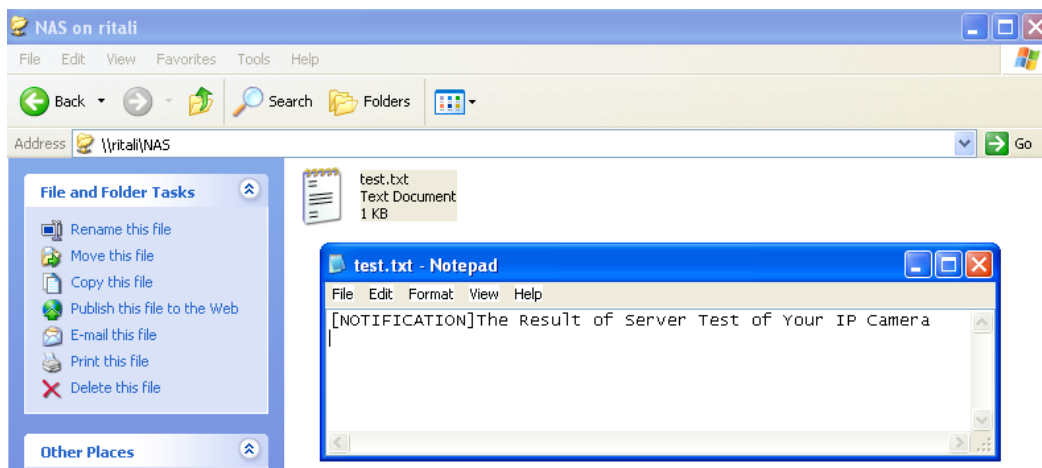 NAS on ritali
File Edit View Favorites Tools Help
Back Search Folders
Address \\ritali\NAS Go
File and Folder Tasks
Rename this file
Move this file
Copy this file
Publish this file to the Web
E-mail this file
Print this file
Delete this file
Other Places
test.txt
Text Document
1 KB
test.txt - Notepad
File Edit Format View Help
[NOTIFICATION]The Result of Server Test of Your IP Camera